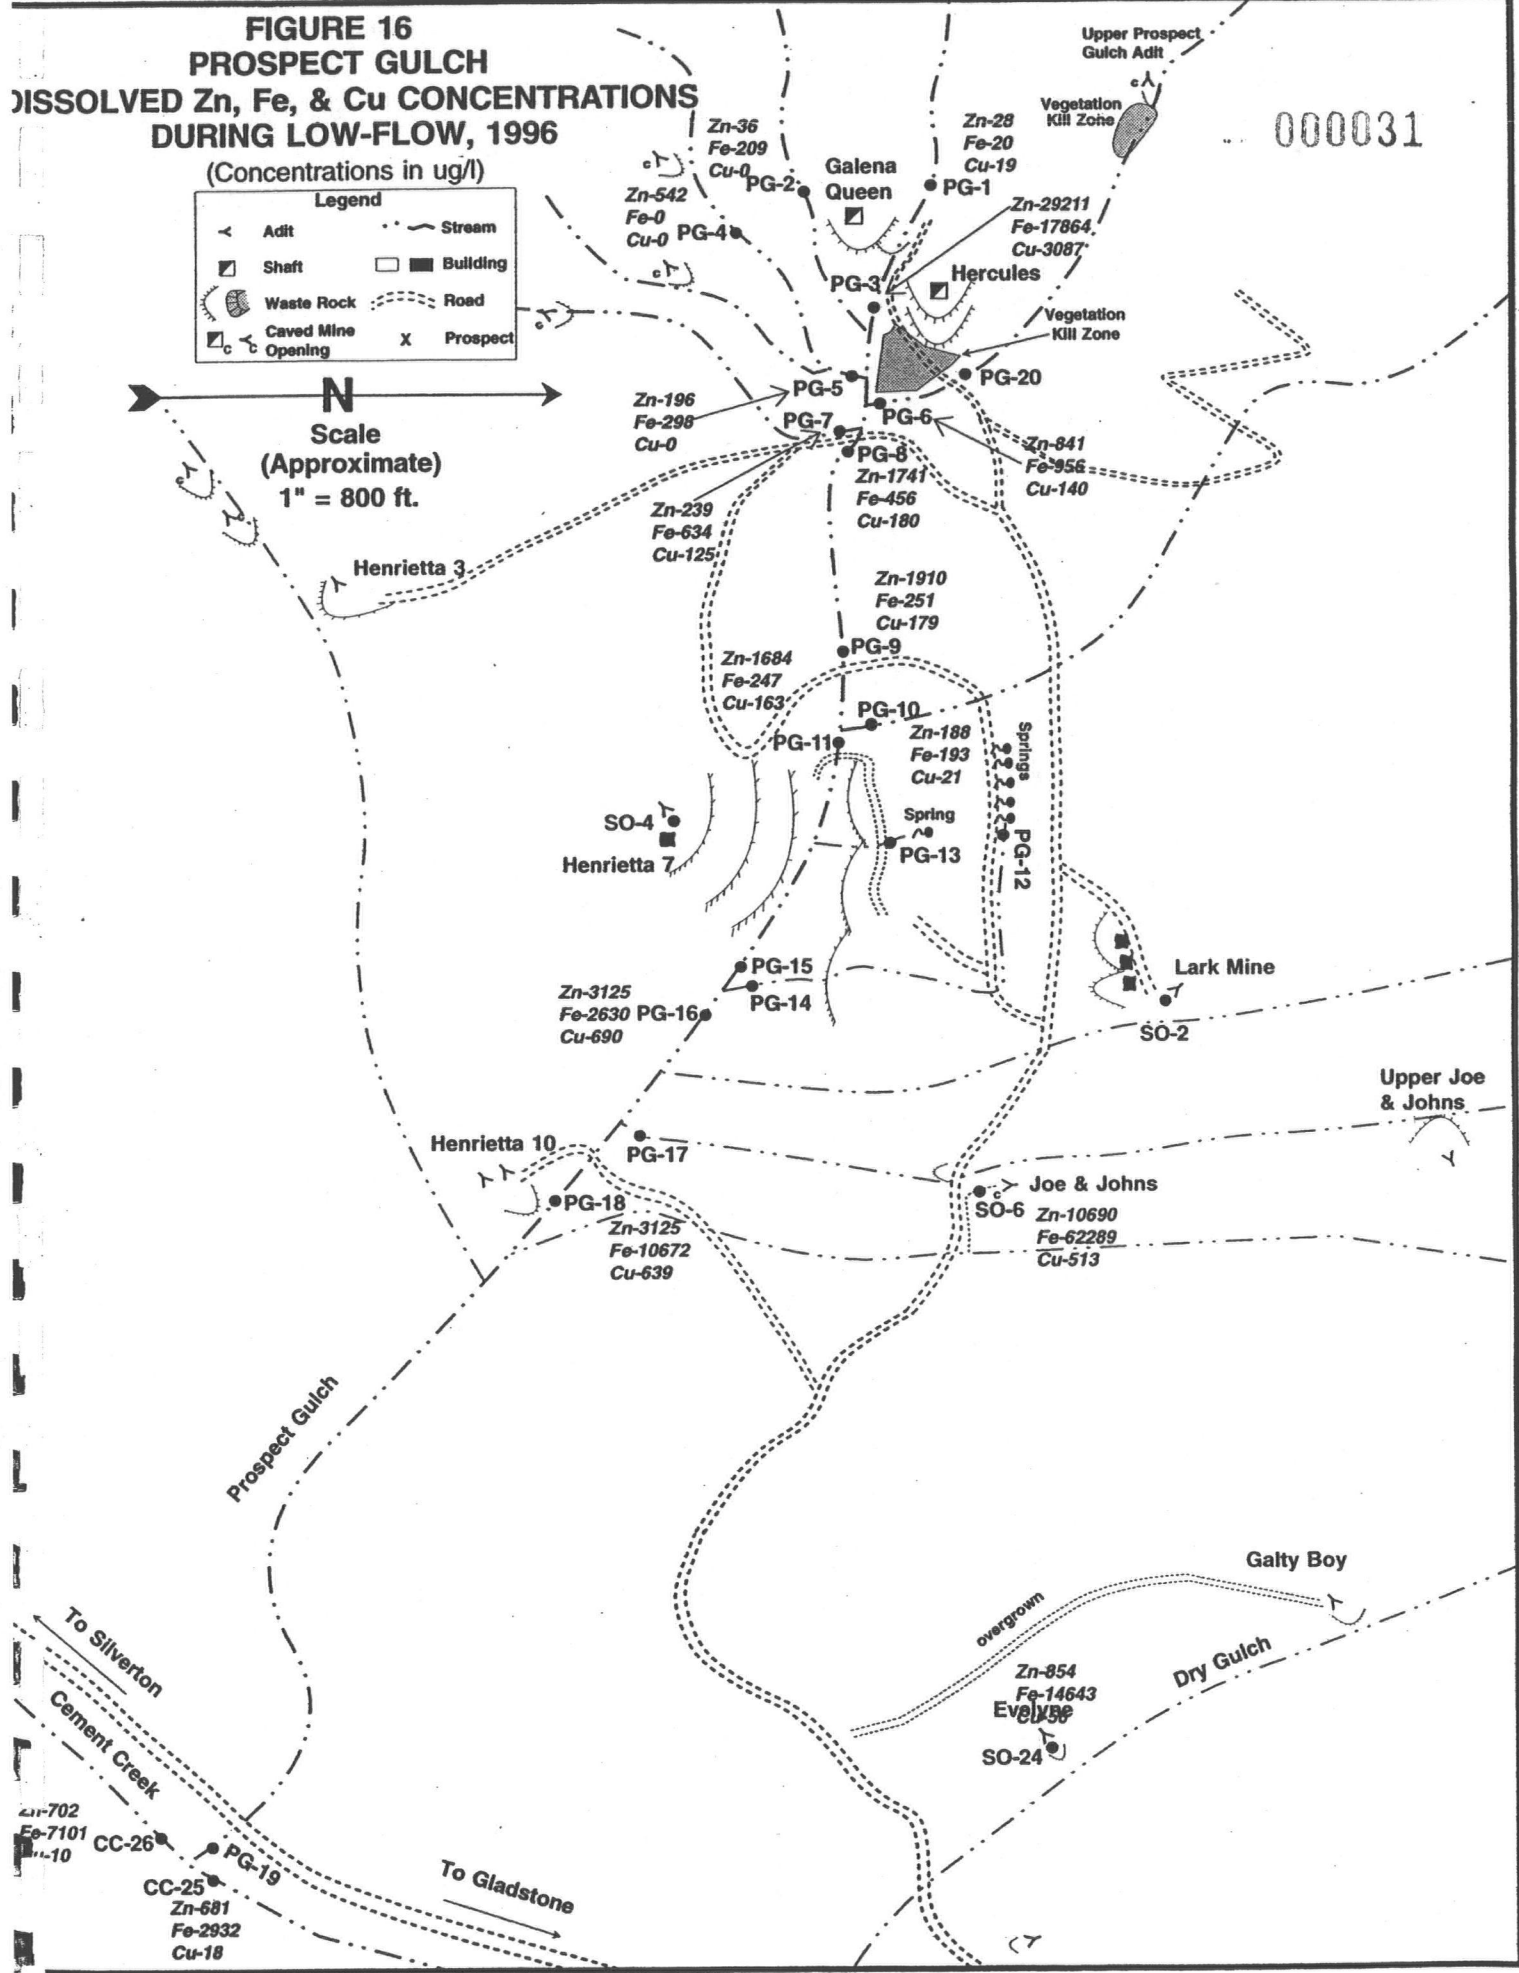 FIGURE 16
PROSPECT GULCH
DISSOLVED Zn, Fe, & Cu CONCENTRATIONS
DURING LOW-FLOW, 1996
(Concentrations in ug/l)
Legend
Adit
Stream
Shaft
Building
Waste Rock
Road
Caved Mine
Opening
X Prospect
c c
N
Scale
(Approximate)
1" = 800 ft.
000031
Upper Prospect
Gulch Adit
c
Vegetation
Kill Zone
Zn-36
Fe-209
Cu-0
PG-2
Galena
Queen
Zn-28
Fe-20
Cu-19
PG-1
c
Zn-542
Fe-0
Cu-0
PG-4
Zn-29211
Fe-17864
Cu-3087
c
PG-3
Hercules
c
Vegetation
Kill Zone
PG-5
PG-20
Zn-196
Fe-298
Cu-0
PG-7
PG-6
PG-8
Zn-1741
Fe-456
Cu-180
Zn-841
Fe-956
Cu-140
c
Zn-239
Fe-634
Cu-125
c
Henrietta 3
Zn-1910
Fe-251
Cu-179
PG-9
Zn-1684
Fe-247
Cu-163
PG-10
PG-11
Zn-188
Fe-193
Cu-21
Springs
SO-4
Henrietta 7
Spring
PG-13
PG-12
PG-15
PG-14
Lark Mine
SO-2
Zn-3125
Fe-2630
Cu-690
PG-16
Upper Joe
& Johns
Henrietta 10
PG-17
PG-18
Joe & Johns
c
SO-6
Zn-10690
Fe-62289
Cu-513
Zn-3125
Fe-10672
Cu-639
Prospect Gulch
Galty Boy
overgrown
Dry Gulch
Zn-854
Fe-14643
Cu-56
Evelyne
SO-24
To Silverton
Cement Creek
Zn-702
Fe-7101
-10
CC-26
PG-19
CC-25
Zn-681
Fe-2932
Cu-18
To Gladstone
c